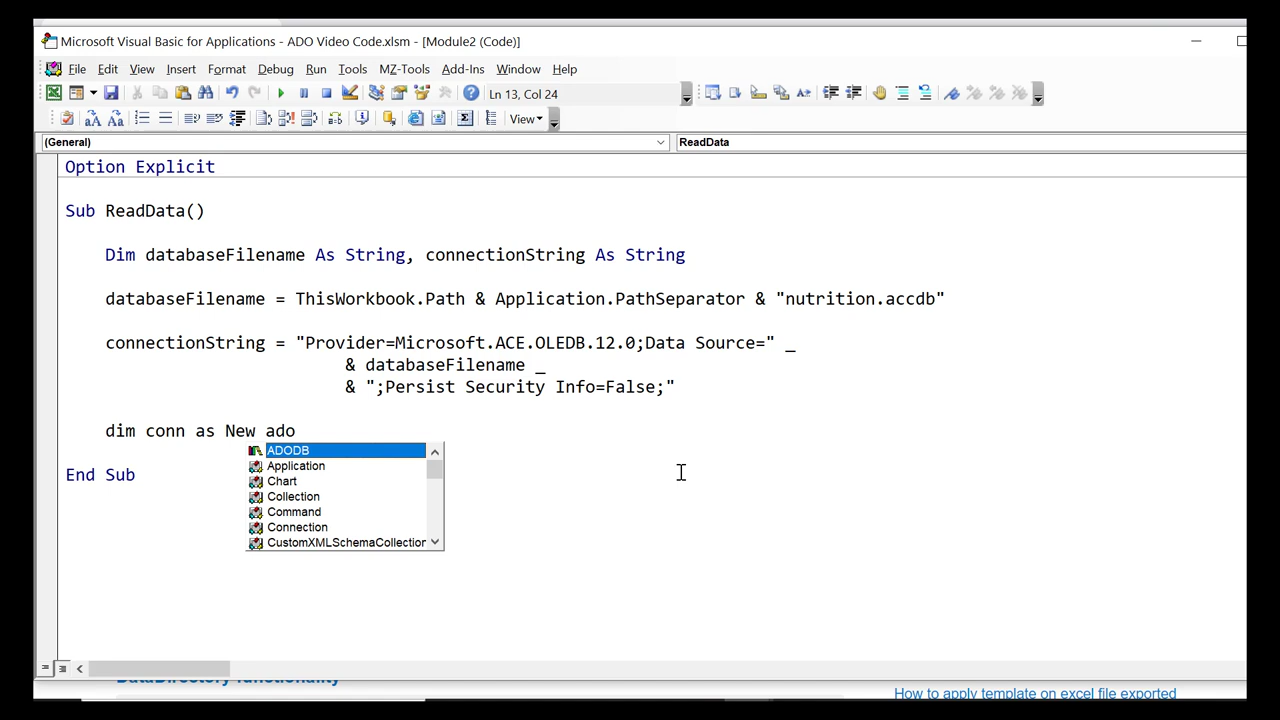 Microsoft Visual Basic for Applications - ADO Video Code.xlsm - [Module2 (Code)]
File Edit View Insert Format Debug Run Tools MZ-Tools Add-Ins Window Help
Ln 13, Col 24
View
(General) ReadData
Option Explicit
Sub ReadData()
Dim databaseFilename As String, connectionString As String
databaseFilename = ThisWorkbook.Path & Application.PathSeparator & "nutrition.accdb"
connectionString = "Provider=Microsoft.ACE.OLEDB.12.0;Data Source=" _
& databaseFilename _
& ";Persist Security Info=False;"
dim conn as New ado
ADODB
Application
Chart
Collection
Command
Connection
CustomXMLSchemaCollection
End Sub
DataDirectory functionality
How to apply template on excel file exported